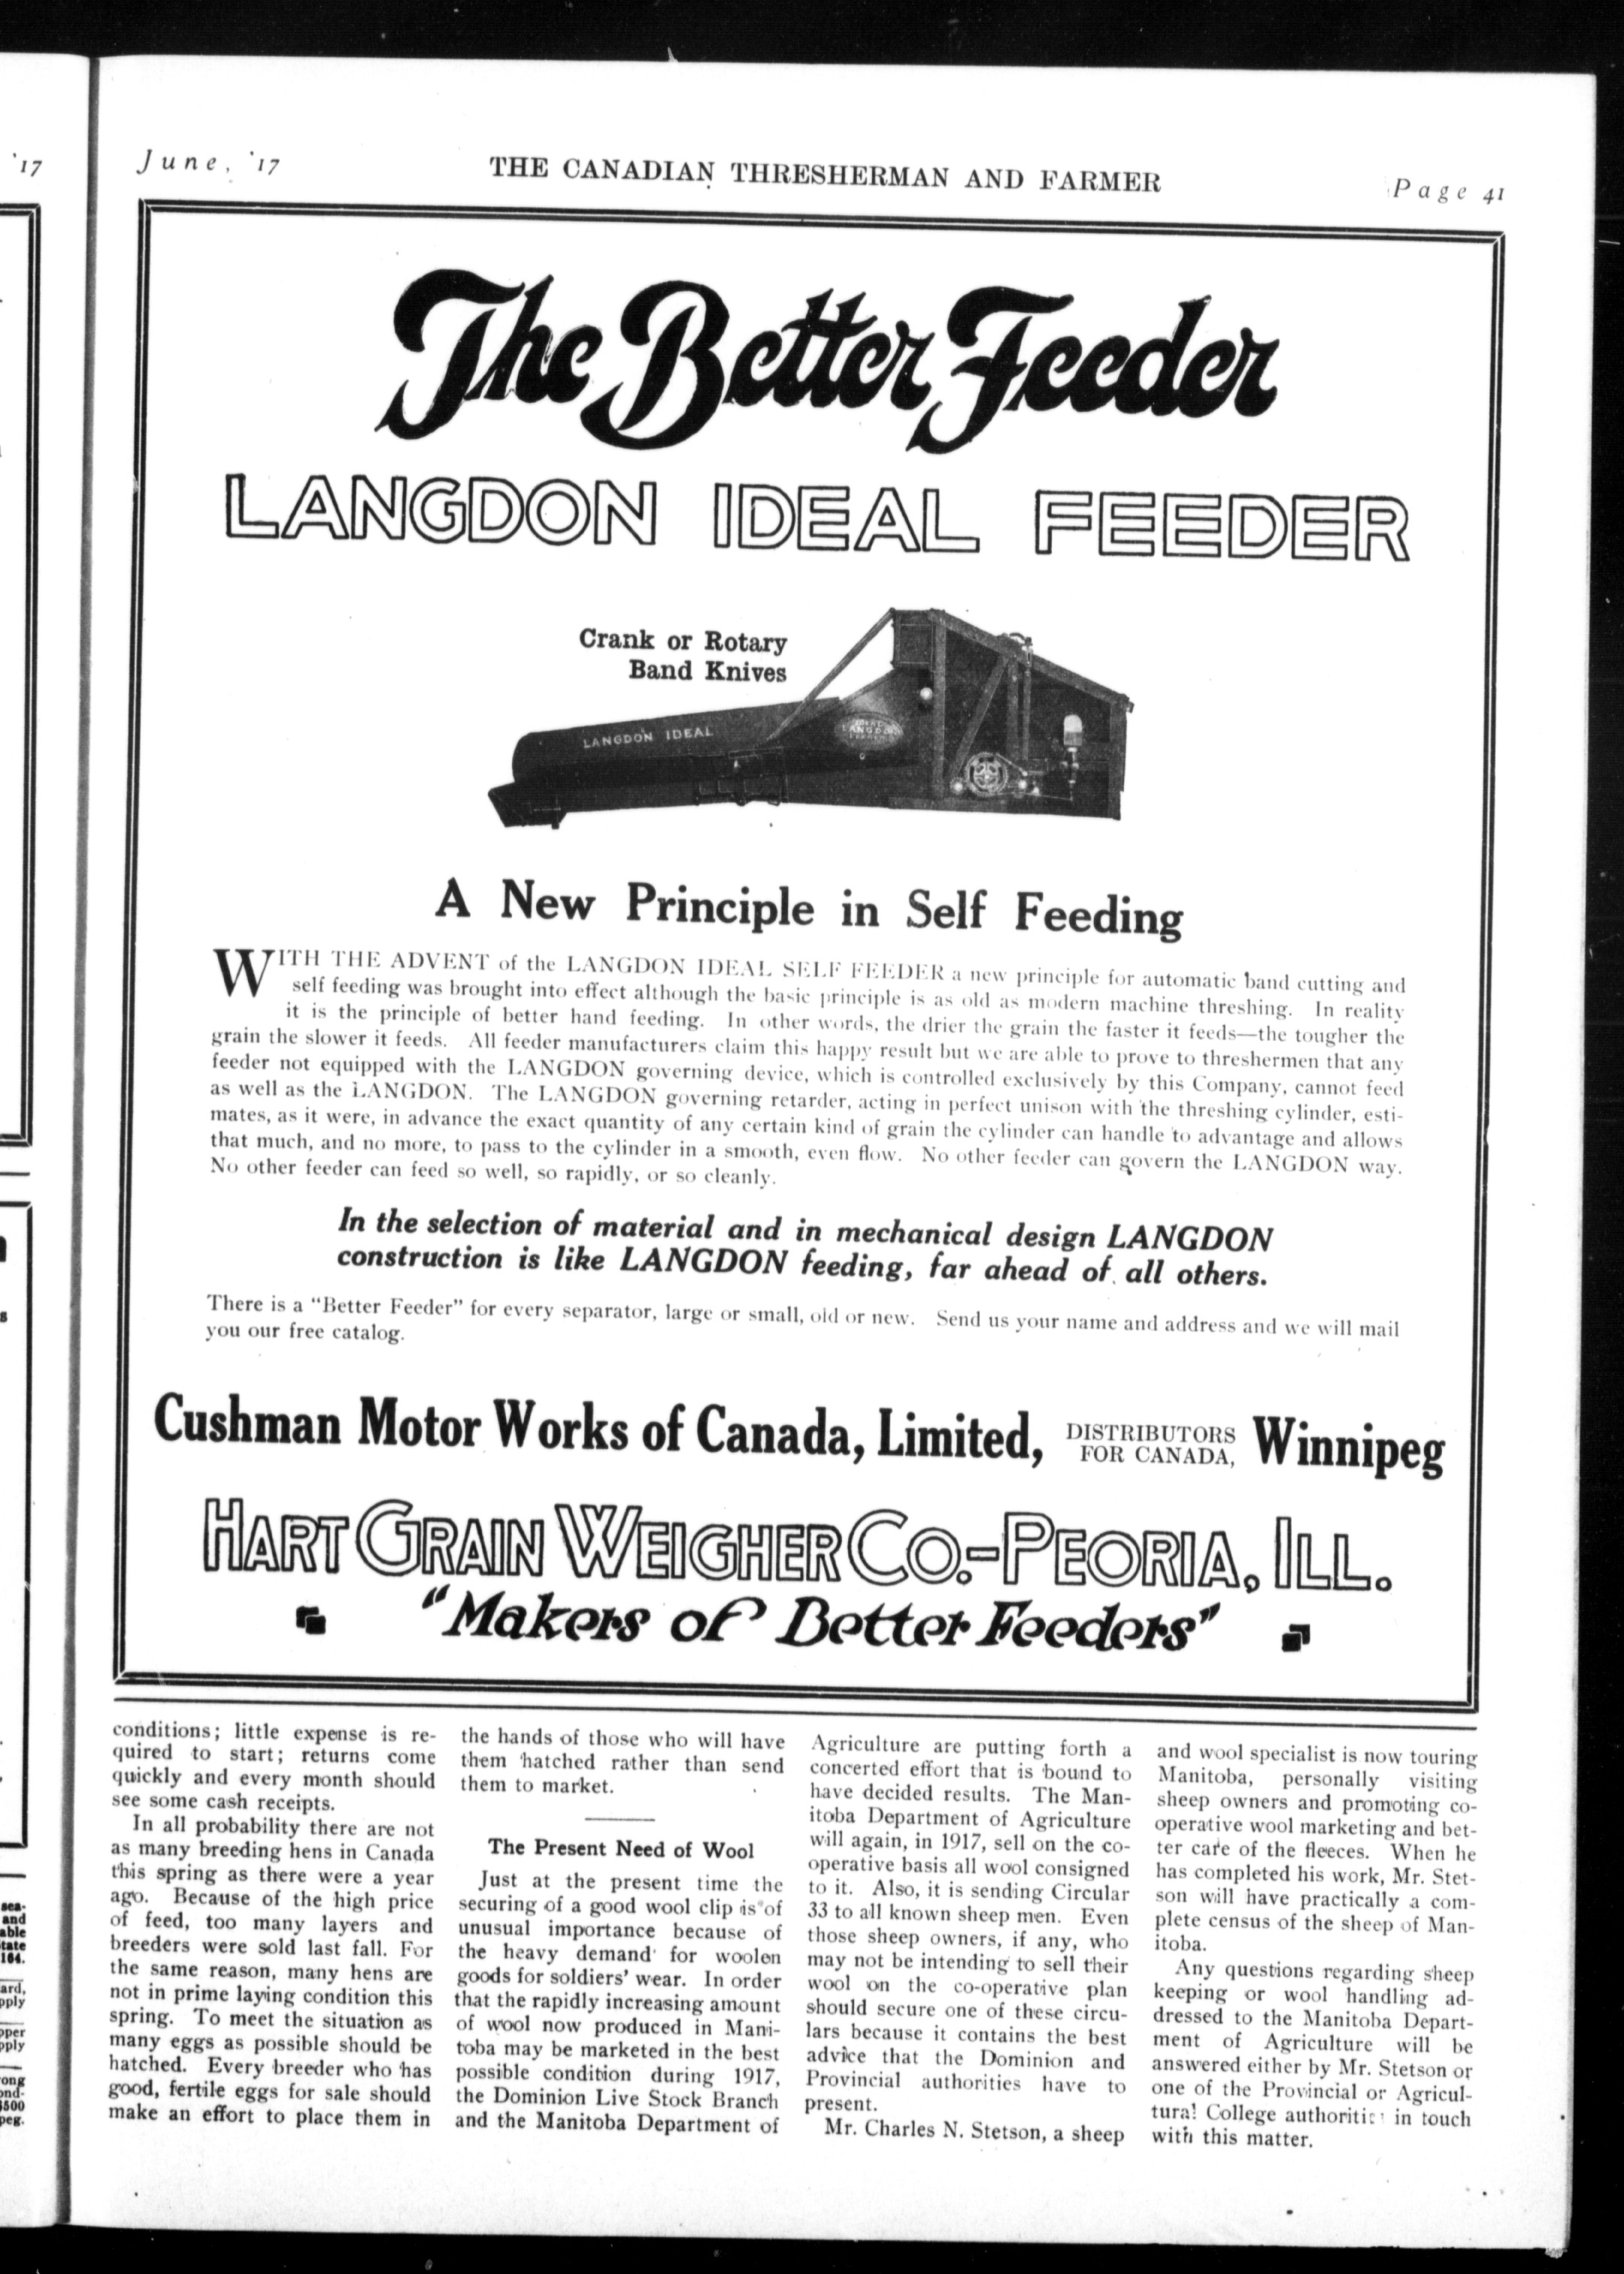 '17
June, '17
THE CANADIAN THRESHERMAN AND FARMER
Page 41
The Better Feeder
LANGDON IDEAL FEEDER
Crank or Rotary
Band Knives
LANGDON IDEAL
A New Principle in Self Feeding
WITH THE ADVENT of the LANGDON IDEAL SELF FEEDER a new principle for automatic band cutting and
self feeding was brought into effect although the basic principle is as old as modern machine threshing. In reality
it is the principle of better hand feeding. In other words, the drier the grain the faster it feeds—the tougher the
grain the slower it feeds. All feeder manufacturers claim this happy result but we are able to prove to threshermen that any
feeder not equipped with the LANGDON governing device, which is controlled exclusively by this Company, cannot feed
as well as the LANGDON. The LANGDON governing retarder, acting in perfect unison with the threshing cylinder, esti-
mates, as it were, in advance the exact quantity of any certain kind of grain the cylinder can handle to advantage and allows
that much, and no more, to pass to the cylinder in a smooth, even flow. No other feeder can govern the LANGDON way.
No other feeder can feed so well, so rapidly, or so cleanly.
In the selection of material and in mechanical design LANGDON
construction is like LANGDON feeding, far ahead of all others.
There is a "Better Feeder" for every separator, large or small, old or new. Send us your name and address and we will mail
you our free catalog.
Cushman Motor Works of Canada, Limited, DISTRIBUTORS FOR CANADA, Winnipeg
HART GRAIN WEIGHER CO.-PEORIA, ILL.
"Makers of Better Feeders"
conditions; little expense is re-
quired to start; returns come
quickly and every month should
see some cash receipts.
In all probability there are not
as many breeding hens in Canada
this spring as there were a year
ago. Because of the high price
of feed, too many layers and
breeders were sold last fall. For
the same reason, many hens are
not in prime laying condition this
spring. To meet the situation as
many eggs as possible should be
hatched. Every breeder who has
good, fertile eggs for sale should
make an effort to place them in
the hands of those who will have
them hatched rather than send
them to market.
The Present Need of Wool
Just at the present time the
securing of a good wool clip is of
unusual importance because of
the heavy demand for woolen
goods for soldiers' wear. In order
that the rapidly increasing amount
of wool now produced in Mani-
toba may be marketed in the best
possible condition during 1917,
the Dominion Live Stock Branch
and the Manitoba Department of
Agriculture are putting forth a
concerted effort that is bound to
have decided results. The Man-
itoba Department of Agriculture
will again, in 1917, sell on the co-
operative basis all wool consigned
to it. Also, it is sending Circular
33 to all known sheep men. Even
those sheep owners, if any, who
may not be intending to sell their
wool on the co-operative plan
should secure one of these circu-
lars because it contains the best
advice that the Dominion and
Provincial authorities have to
present.
Mr. Charles N. Stetson, a sheep
and wool specialist is now touring
Manitoba, personally visiting
sheep owners and promoting co-
operative wool marketing and bet-
ter care of the fleeces. When he
has completed his work, Mr. Stet-
son will have practically a com-
plete census of the sheep of Man-
itoba.
Any questions regarding sheep
keeping or wool handling ad-
dressed to the Manitoba Depart-
ment of Agriculture will be
answered either by Mr. Stetson or
one of the Provincial or Agricul-
tural College authorities in touch
with this matter.